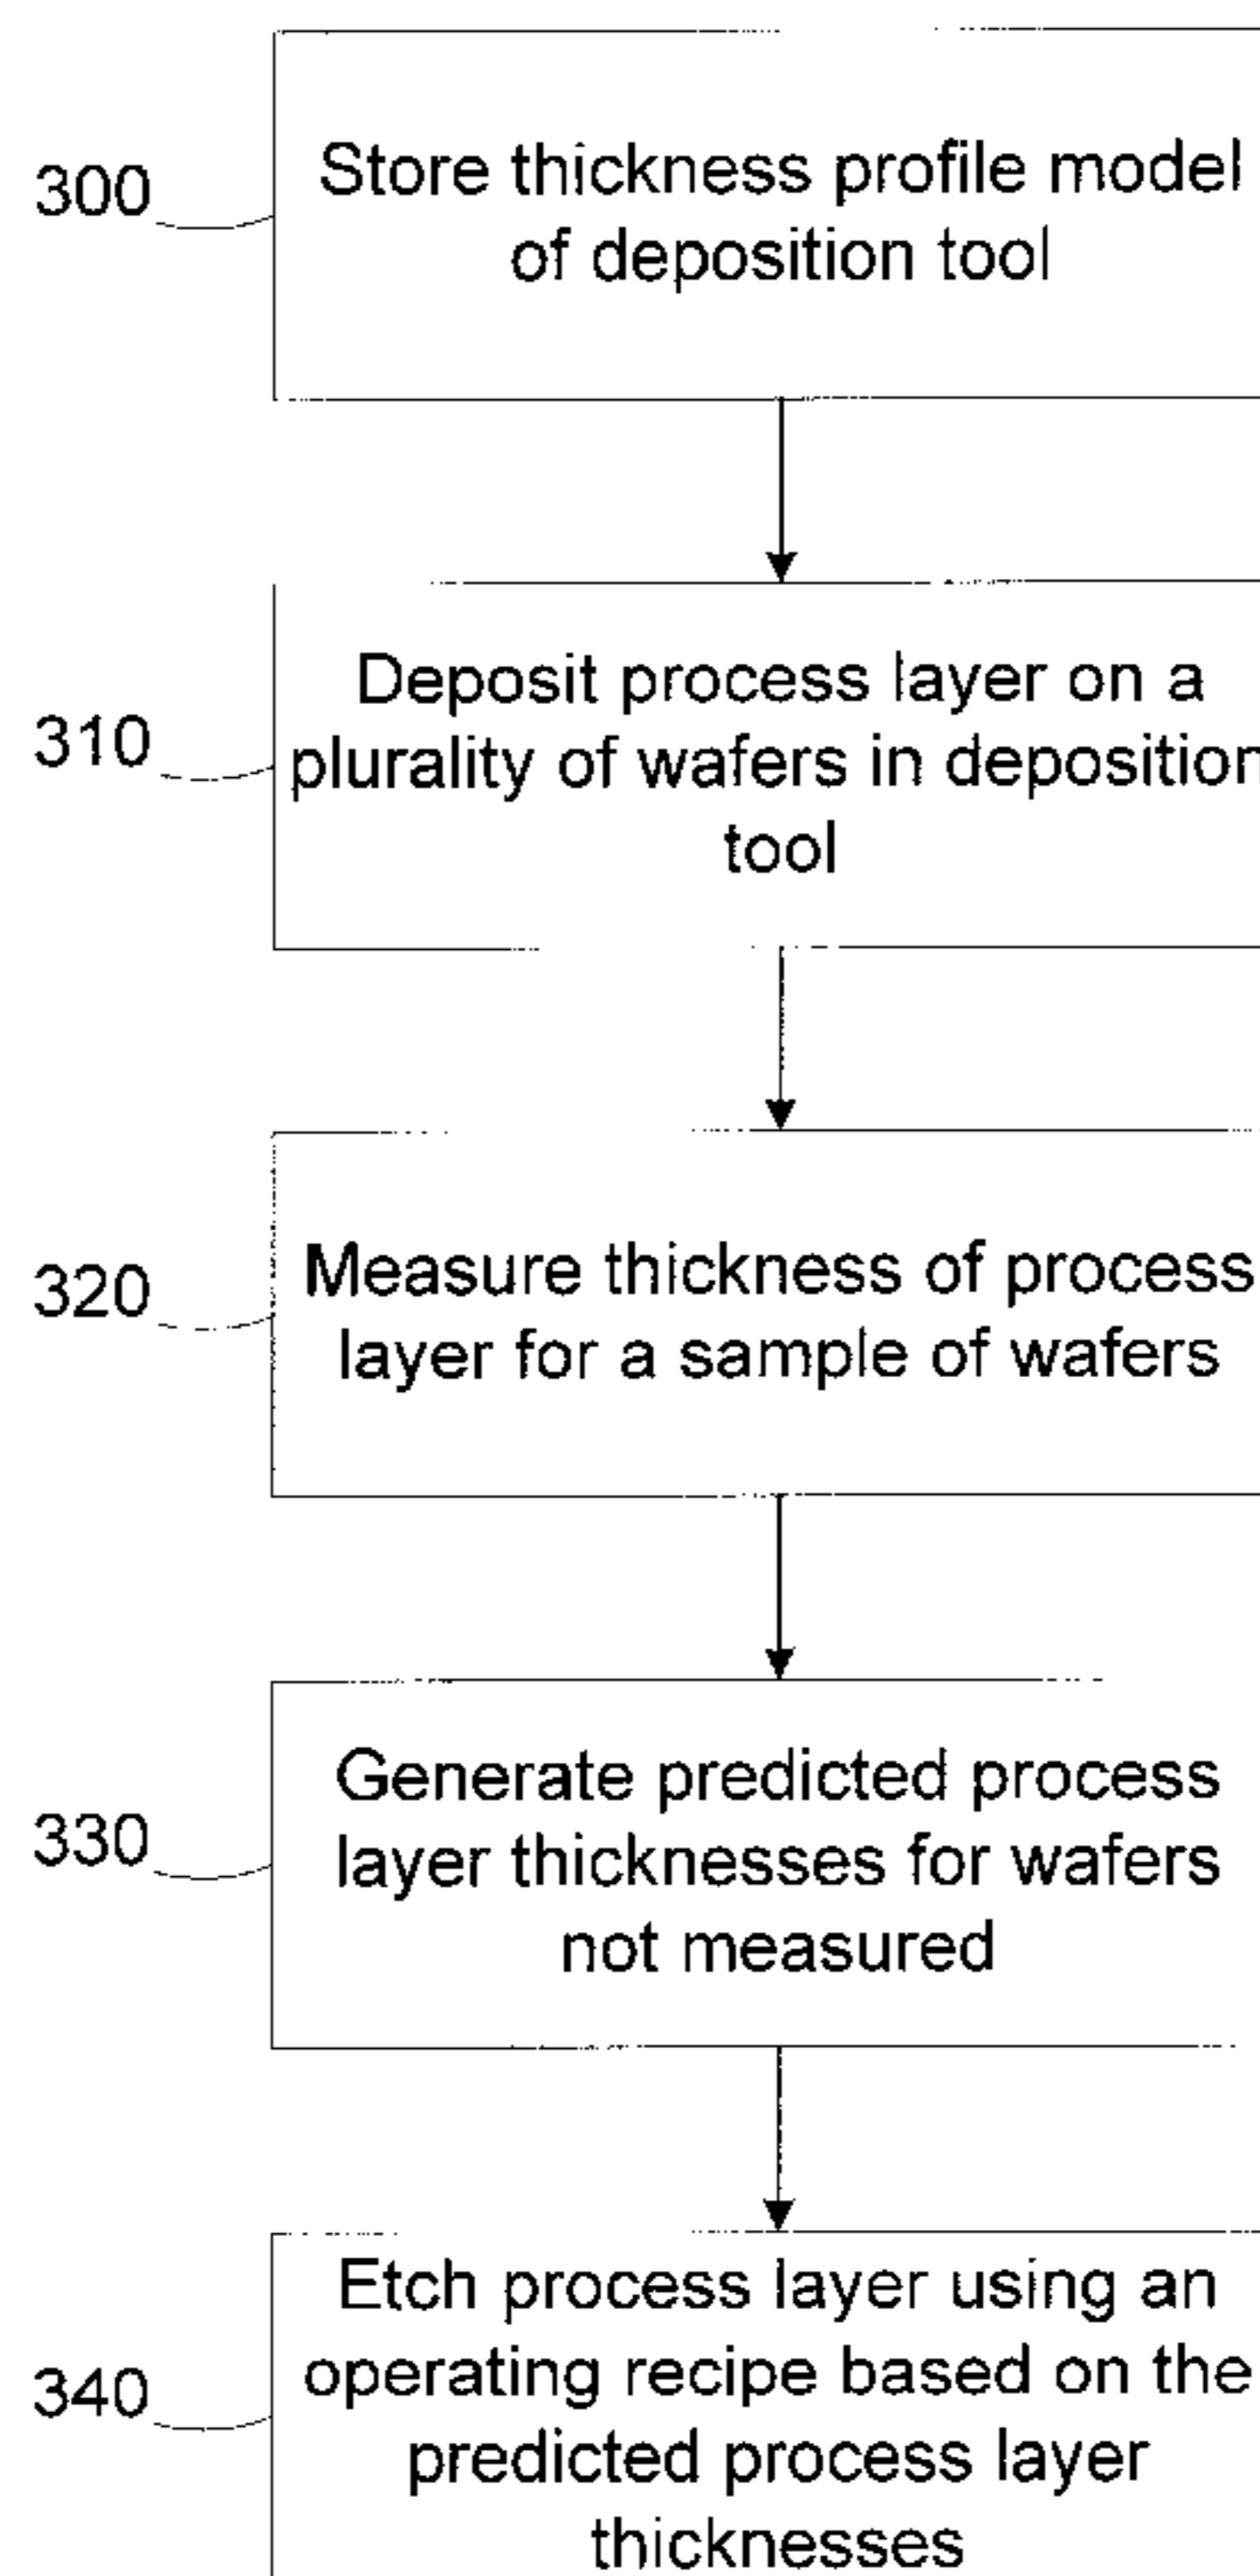 300
Store thickness profile model
of deposition tool
310
Deposit process layer on a
plurality of wafers in deposition
tool
320
Measure thickness of process
layer for a sample of wafers
330
Generate predicted process
layer thicknesses for wafers
not measured
340
Etch process layer using an
operating recipe based on the
predicted process layer
thicknesses